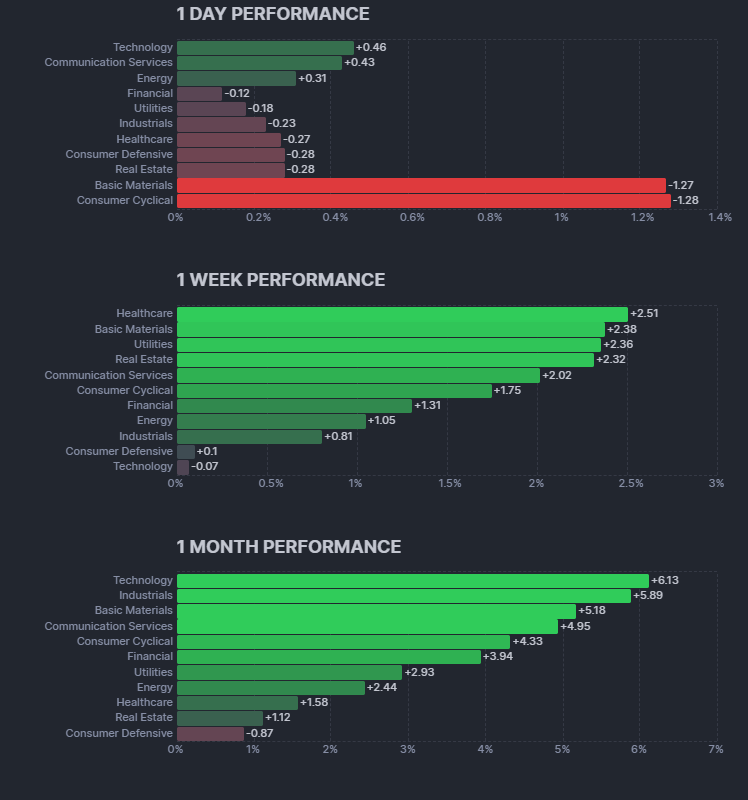 1 DAY PERFORMANCE
Technology +0.46
Communication Services +0.43
Energy +0.31
Financial -0.12
Utilities -0.18
Industrials -0.23
Healthcare -0.27
Consumer Defensive -0.28
Real Estate -0.28
Basic Materials -1.27
Consumer Cyclical -1.28
0% 0.2% 0.4% 0.6% 0.8% 1% 1.2% 1.4%
1 WEEK PERFORMANCE
Healthcare +2.51
Basic Materials +2.38
Utilities +2.36
Real Estate +2.32
Communication Services +2.02
Consumer Cyclical +1.75
Financial +1.31
Energy +1.05
Industrials +0.81
Consumer Defensive +0.1
Technology -0.07
0% 0.5% 1% 1.5% 2% 2.5% 3%
1 MONTH PERFORMANCE
Technology +6.13
Industrials +5.89
Basic Materials +5.18
Communication Services +4.95
Consumer Cyclical +4.33
Financial +3.94
Utilities +2.93
Energy +2.44
Healthcare +1.58
Real Estate +1.12
Consumer Defensive -0.87
0% 1% 2% 3% 4% 5% 6% 7%